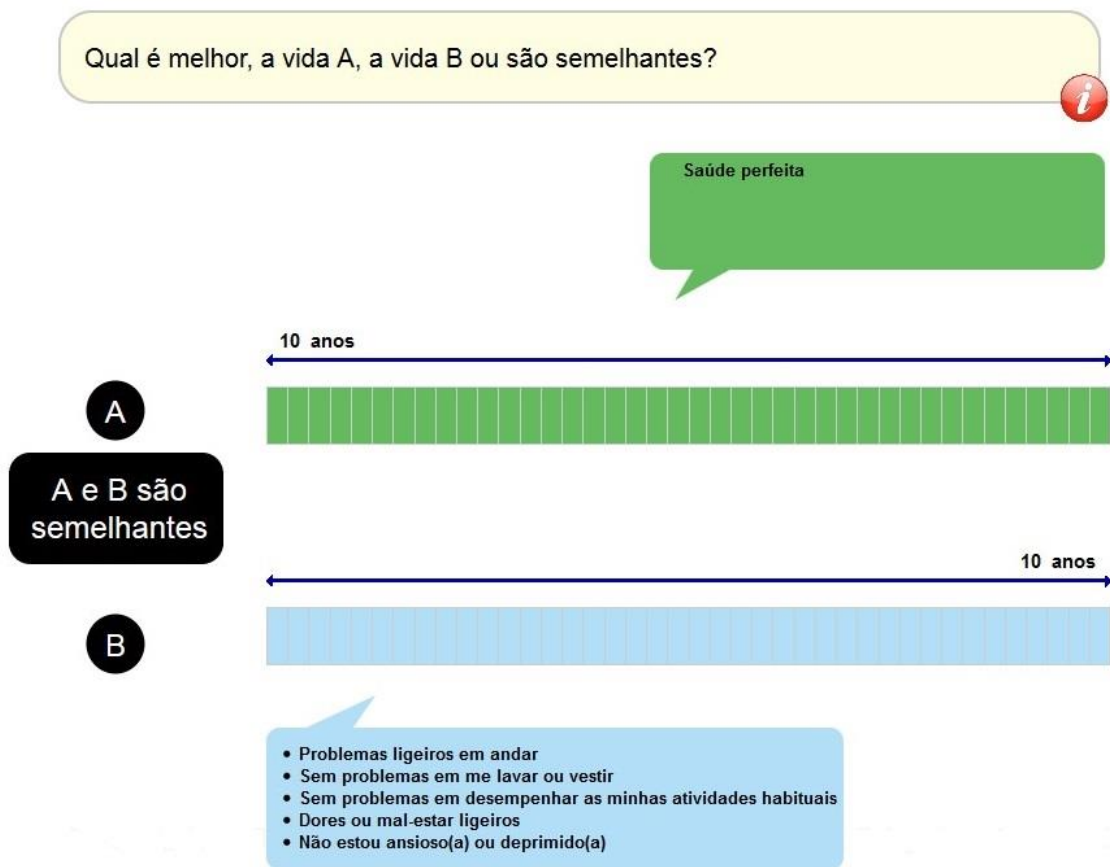 Qual é melhor, a vida A, a vida B ou são semelhantes?
i
Saúde perfeita
10 anos
A
A e B são
semelhantes
10 anos
B
• Problemas ligeiros em andar
• Sem problemas em me lavar ou vestir
• Sem problemas em desempenhar as minhas atividades habituais
• Dores ou mal-estar ligeiros
• Não estou ansioso(a) ou deprimido(a)